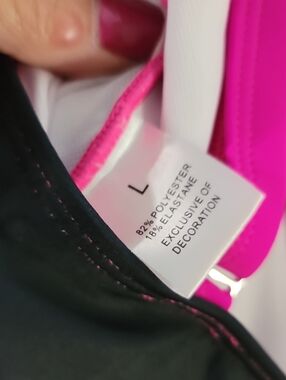 L
82% POLYESTER
18% ELASTANE
EXCLUSIVE OF
DECORATION